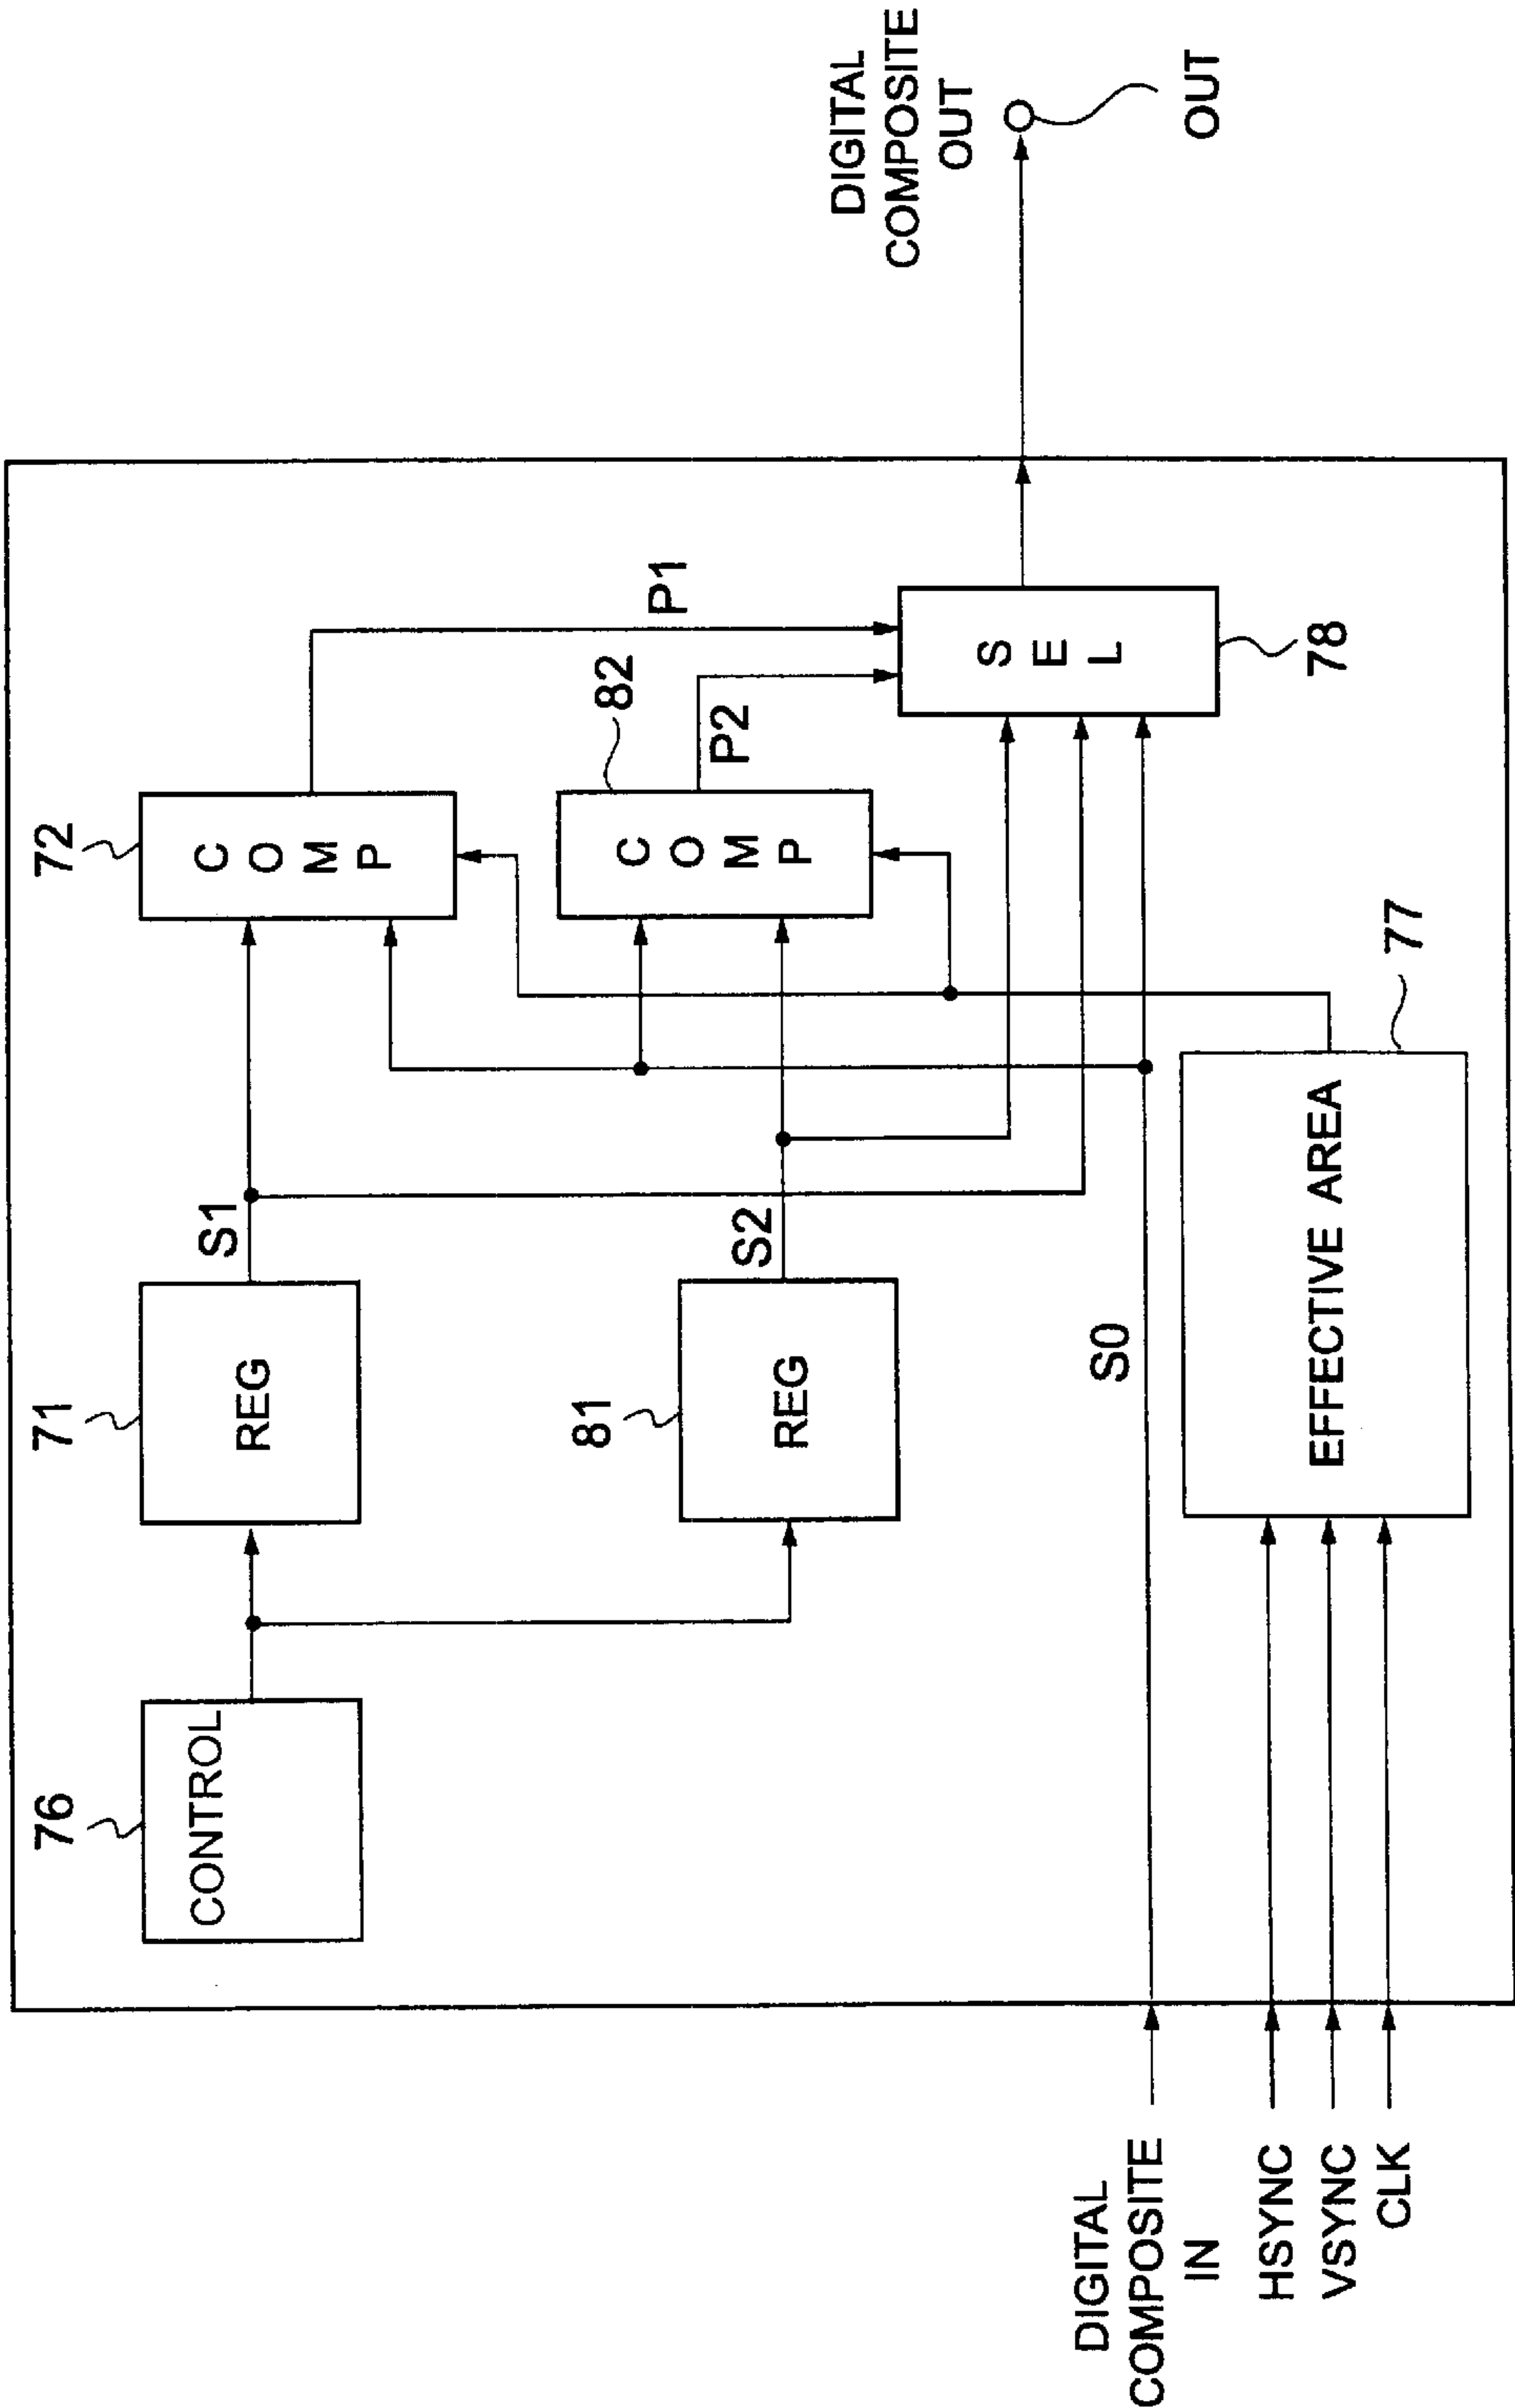 76
CONTROL
71
REG
S1
72
COMP
P1
81
REG
S2
82
COMP
P2
SEL
78
DIGITAL
COMPOSITE
OUT
OUT
DIGITAL
COMPOSITE
IN
S0
HSYNC
VSYNC
CLK
EFFECTIVE AREA
77